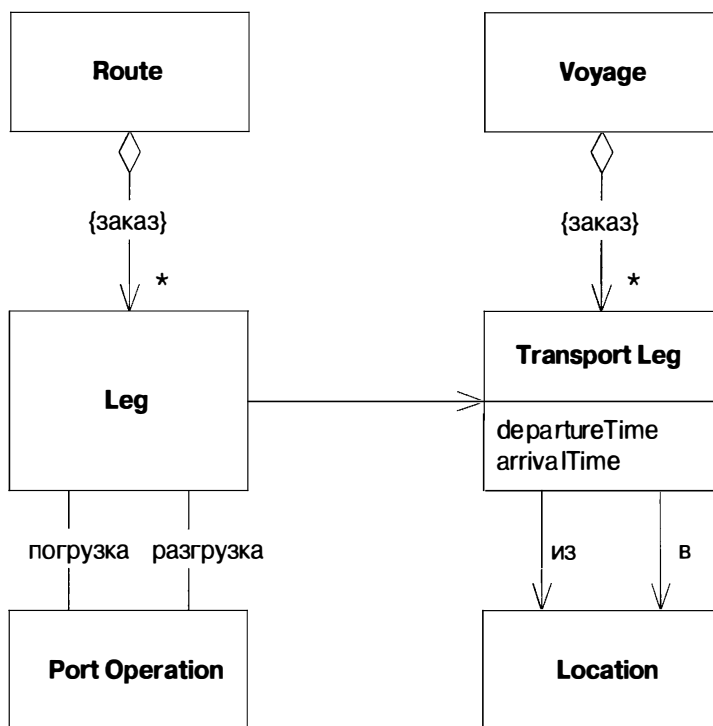 Route
Voyage
{заказ}
{заказ}
*
*
Leg
Transport Leg
departureTime
arrivalTime
погрузка
разгрузка
из
в
Port Operation
Location